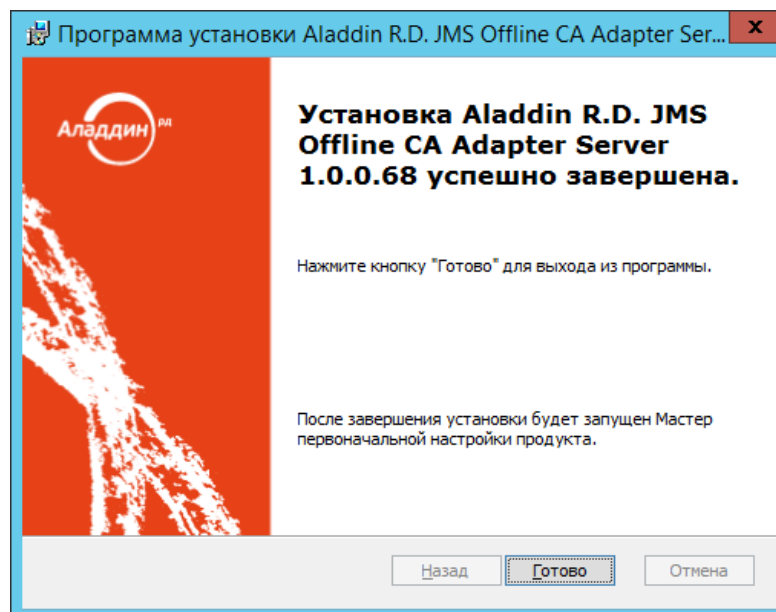 Программа установки Aladdin R.D. JMS Offline CA Adapter Ser...
x
Аладдин РД
Установка Aladdin R.D. JMS
Offline CA Adapter Server
1.0.0.68 успешно завершена.
Нажмите кнопку "Готово" для выхода из программы.
После завершения установки будет запущен Мастер
первоначальной настройки продукта.
Назад
Готово
Отмена